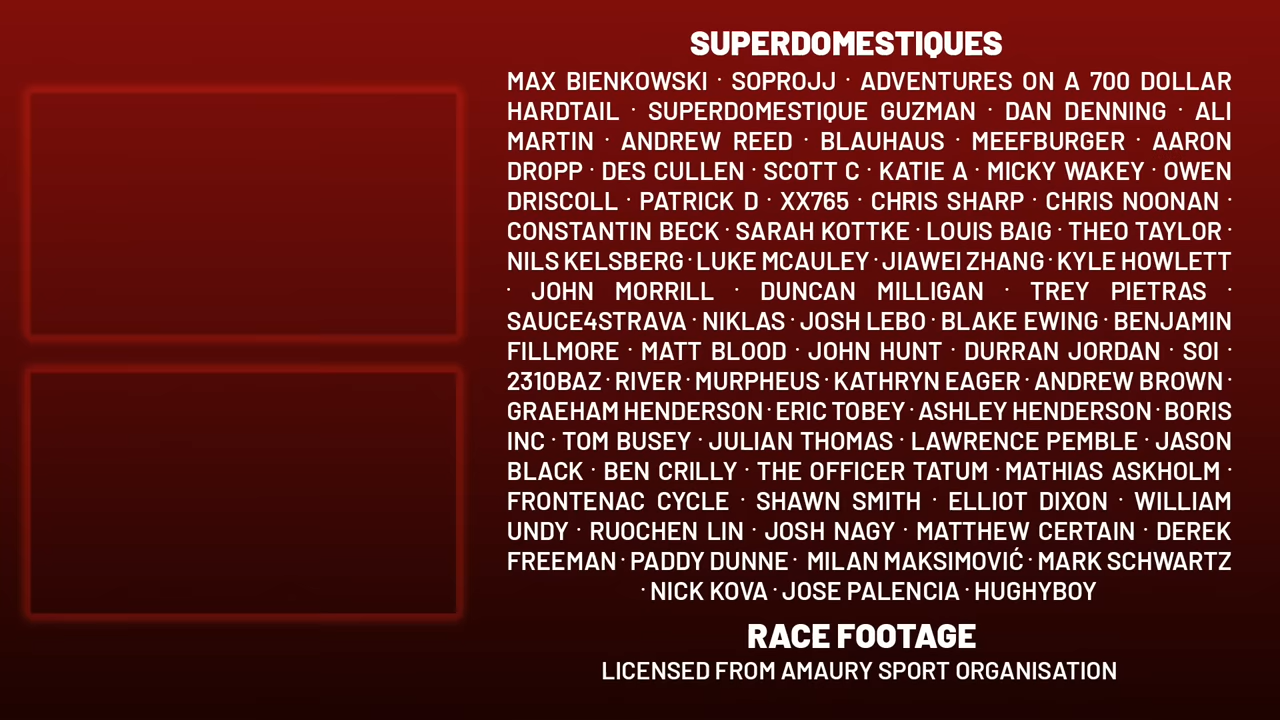 SUPERDOMESTIQUES
MAX BIENKOWSKI · SOPROJJ · ADVENTURES ON A 700 DOLLAR
HARDTAIL · SUPERDOMESTIQUE GUZMAN · DAN DENNING · ALI
MARTIN · ANDREW REED · BLAUHAUS · MEEFBURGER · AARON
DROPP · DES CULLEN · SCOTT C · KATIE A · MICKY WAKEY · OWEN
DRISCOLL · PATRICK D · XX765 · CHRIS SHARP · CHRIS NOONAN ·
CONSTANTIN BECK · SARAH KOTTKE · LOUIS BAIG · THEO TAYLOR ·
NILS KELSBERG · LUKE MCAULEY · JIAWEI ZHANG · KYLE HOWLETT
· JOHN MORRILL · DUNCAN MILLIGAN · TREY PIETRAS ·
SAUCE4STRAVA · NIKLAS · JOSH LEBO · BLAKE EWING · BENJAMIN
FILLMORE · MATT BLOOD · JOHN HUNT · DURRAN JORDAN · SOI ·
2310BAZ · RIVER · MURPHEUS · KATHRYN EAGER · ANDREW BROWN ·
GRAEHAM HENDERSON · ERIC TOBEY · ASHLEY HENDERSON · BORIS
INC · TOM BUSEY · JULIAN THOMAS · LAWRENCE PEMBLE · JASON
BLACK · BEN CRILLY · THE OFFICER TATUM · MATHIAS ASKHOLM ·
FRONTENAC CYCLE · SHAWN SMITH · ELLIOT DIXON · WILLIAM
UNDY · RUOCHEN LIN · JOSH NAGY · MATTHEW CERTAIN · DEREK
FREEMAN · PADDY DUNNE · MILAN MAKSIMOVIĆ · MARK SCHWARTZ
· NICK KOVA · JOSE PALENCIA · HUGHYBOY
RACE FOOTAGE
LICENSED FROM AMAURY SPORT ORGANISATION